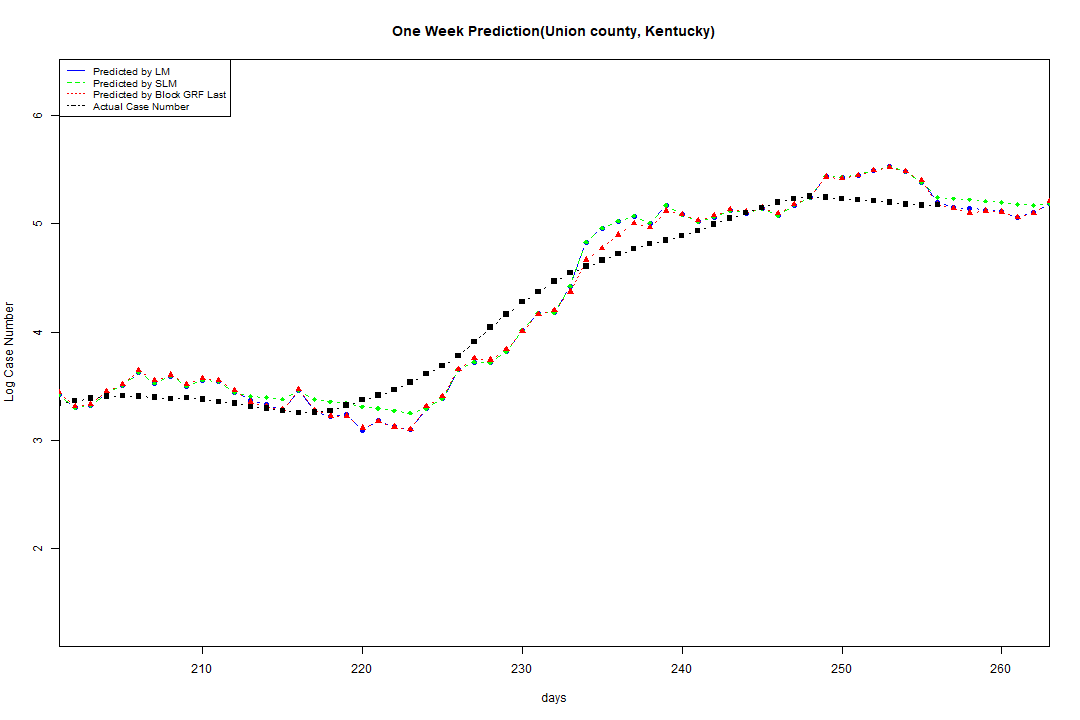 One Week Prediction(Union county, Kentucky)
Predicted by LM
Predicted by SLM
Predicted by Block GRF Last
Actual Case Number
6
5
4
3
2
Log Case Number
210 220 230 240 250 260
days